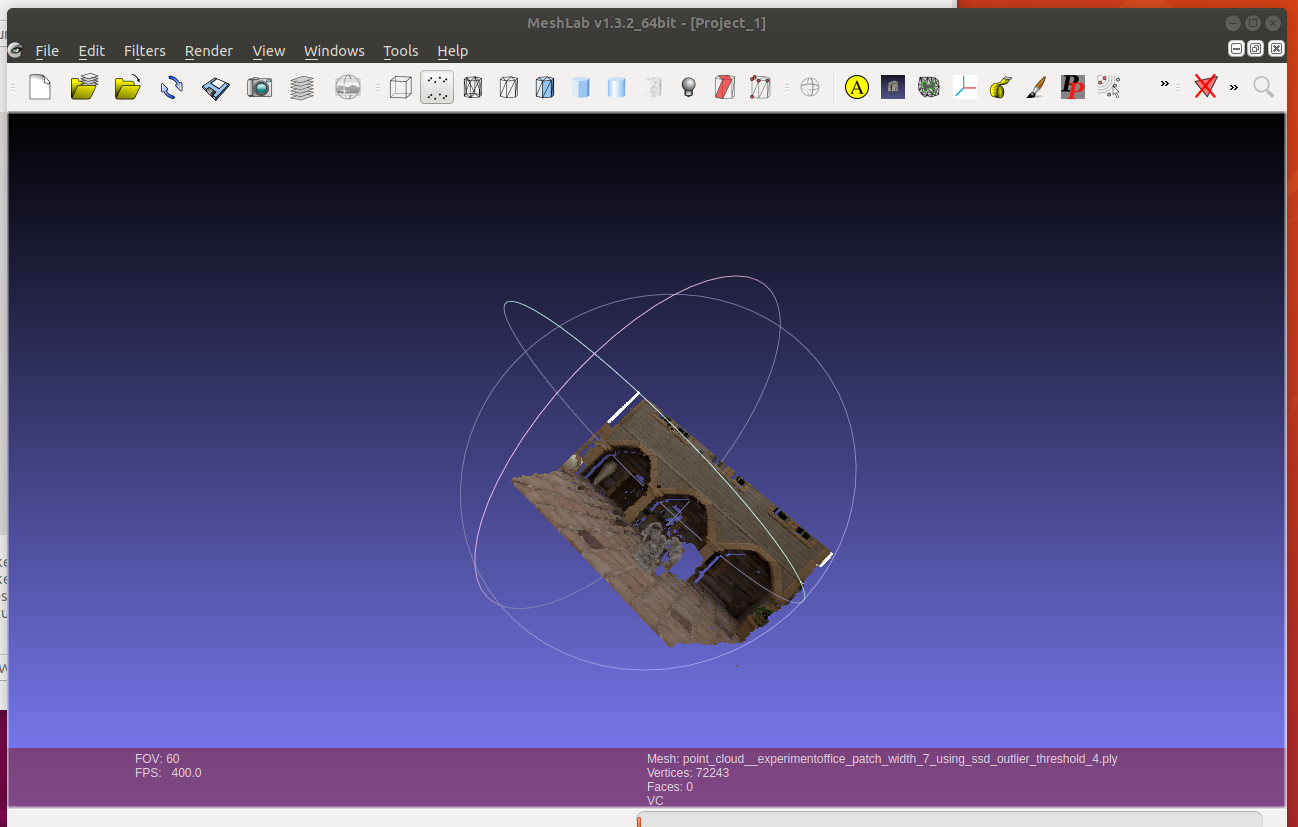 MeshLab v1.3.2_64bit - [Project_1]
File Edit Filters Render View Windows Tools Help
A
FOV: 60
FPS: 400.0
Mesh: point_cloud__experimentoffice_patch_width_7_using_ssd_outlier_threshold_4.ply
Vertices: 72243
Faces: 0
VC